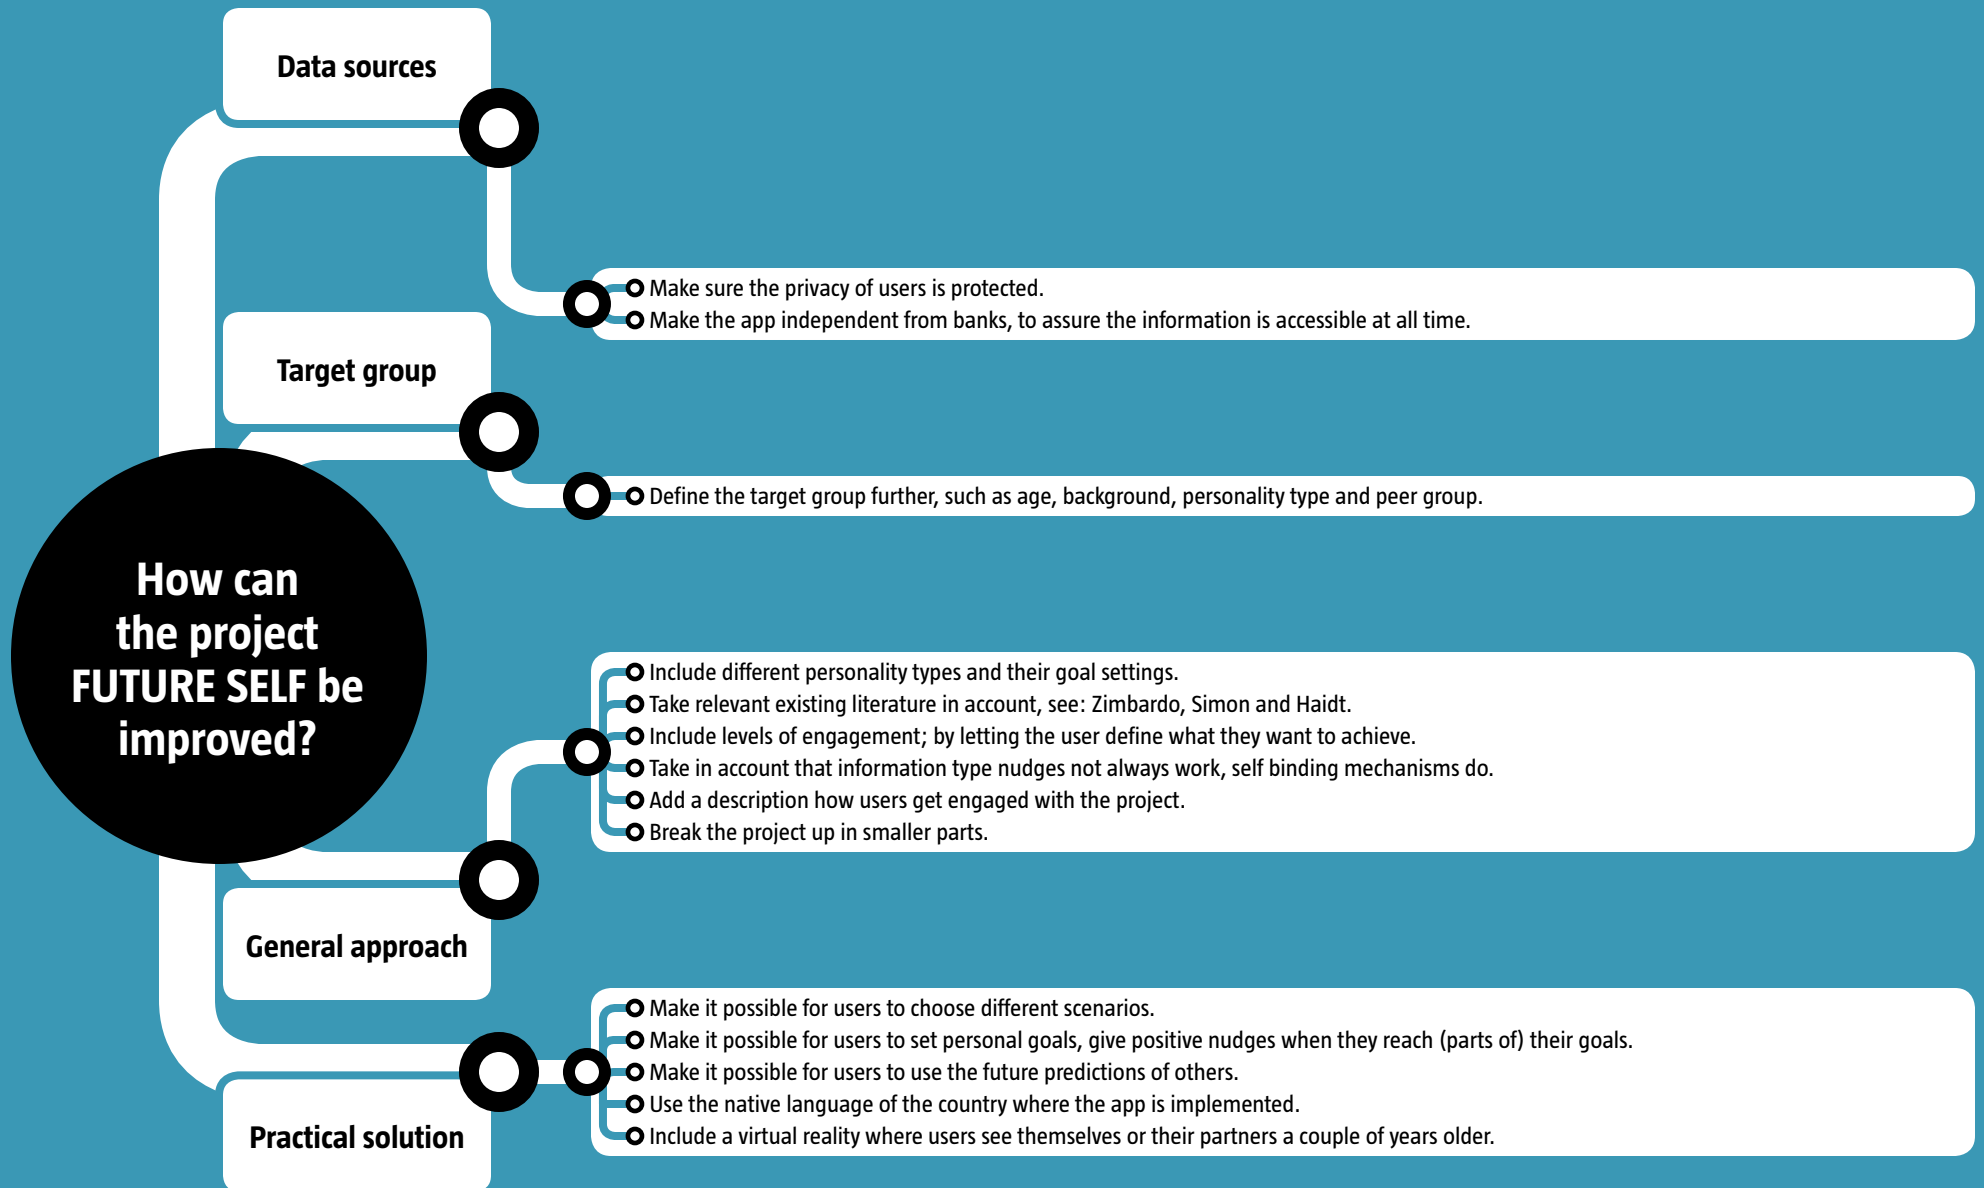 Data sources
Make sure the privacy of users is protected.
Make the app independent from banks, to assure the information is accessible at all time.
Target group
Define the target group further, such as age, background, personality type and peer group.
How can
the project
FUTURE SELF be
improved?
Include different personality types and their goal settings.
Take relevant existing literature in account, see: Zimbardo, Simon and Haidt.
Include levels of engagement; by letting the user define what they want to achieve.
Take in account that information type nudges not always work, self binding mechanisms do.
Add a description how users get engaged with the project.
Break the project up in smaller parts.
General approach
Make it possible for users to choose different scenarios.
Make it possible for users to set personal goals, give positive nudges when they reach (parts of) their goals.
Make it possible for users to use the future predictions of others.
Use the native language of the country where the app is implemented.
Include a virtual reality where users see themselves or their partners a couple of years older.
Practical solution